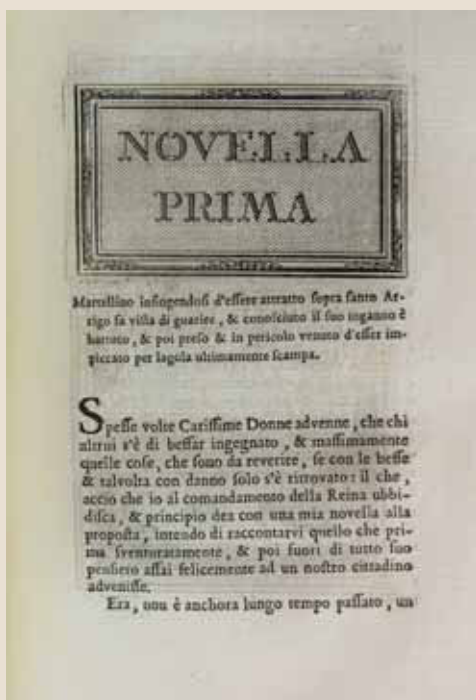 NOVELLA
PRIMA
Martellino infingendosi d'eſſere attratto ſopra ſanto Ar-
rigo fa viſta di guarire, & conoſciuto il ſuo inganno è
battuto, & poi preſo & in pericolo venuto d'eſſer im-
piccato per lagola ultimamente ſcampa.
Speſſe volte Cariſſime Donne advenne, che chi
altrui s'è di beffar ingegnato, & maſſimamente
quelle coſe, che ſono da reverire, ſe con le beffe
& talvolta con danno ſolo s'è ritrovato: il che,
accio che io al comandamento della Reina ubbi-
diſca, & principio dea con una mia novella alla
propoſta, intendo di raccontarvi quello che pri-
ma ſventuratamente, & poi fuori di tutto ſuo
penſiero aſſai felicemente ad un noſtro cittadino
adveniſſe.
Era, non è anchora lungo tempo paſſato, un